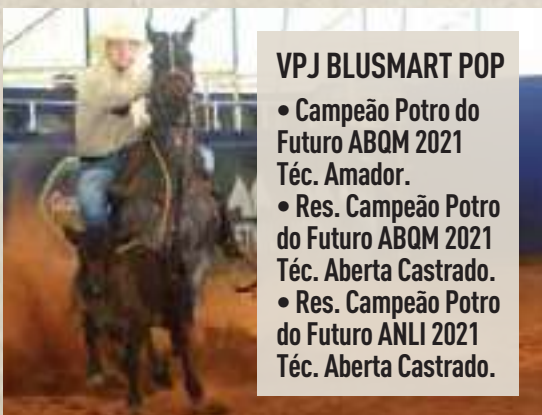 VPJ BLUSMART POP
• Campeão Potro do
Futuro ABQM 2021
Téc. Amador.
• Res. Campeão Potro
do Futuro ABQM 2021
Téc. Aberta Castrado.
• Res. Campeão Potro
do Futuro ANLI 2021
Téc. Aberta Castrado.